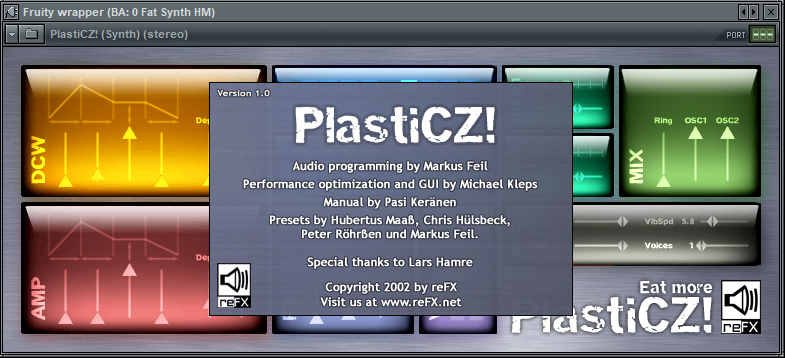 Fruity wrapper (BA: 0 Fat Synth HM)
PlastiCZ! (Synth) (stereo)
PORT ---
Version 1.0
PlastiCZ!
Audio programming by Markus Feil
Performance optimization and GUI by Michael Kleps
Manual by Pasi Keränen
Presets by Hubertus Maaß, Chris Hülsbeck,
Peter Röhrßen und Markus Feil.
Special thanks to Lars Hamre
Copyright 2002 by reFX
Visit us at www.reFX.net
reFX
DCW
AMP
MIX
Ring OSC1 OSC2
VibSpd 5.8
Voices 1
Eat more
PlastiCZ!
reFX